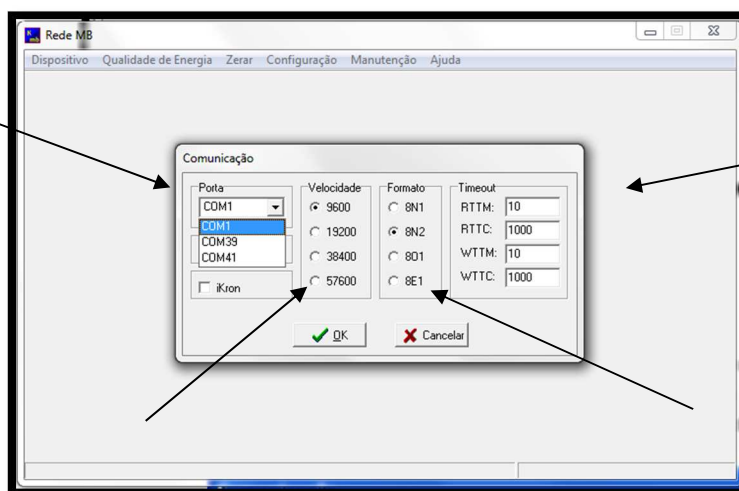 Rede MB
Dispositivo Qualidade de Energia Zerar Configuração Manutenção Ajuda
Comunicação
Porta
COM1
COM1
COM39
COM41
iKron
Velocidade
9600
19200
38400
57600
Formato
8N1
8N2
8O1
8E1
Timeout
RTTM: 10
RTTC: 1000
WTTM: 10
WTTC: 1000
OK
Cancelar